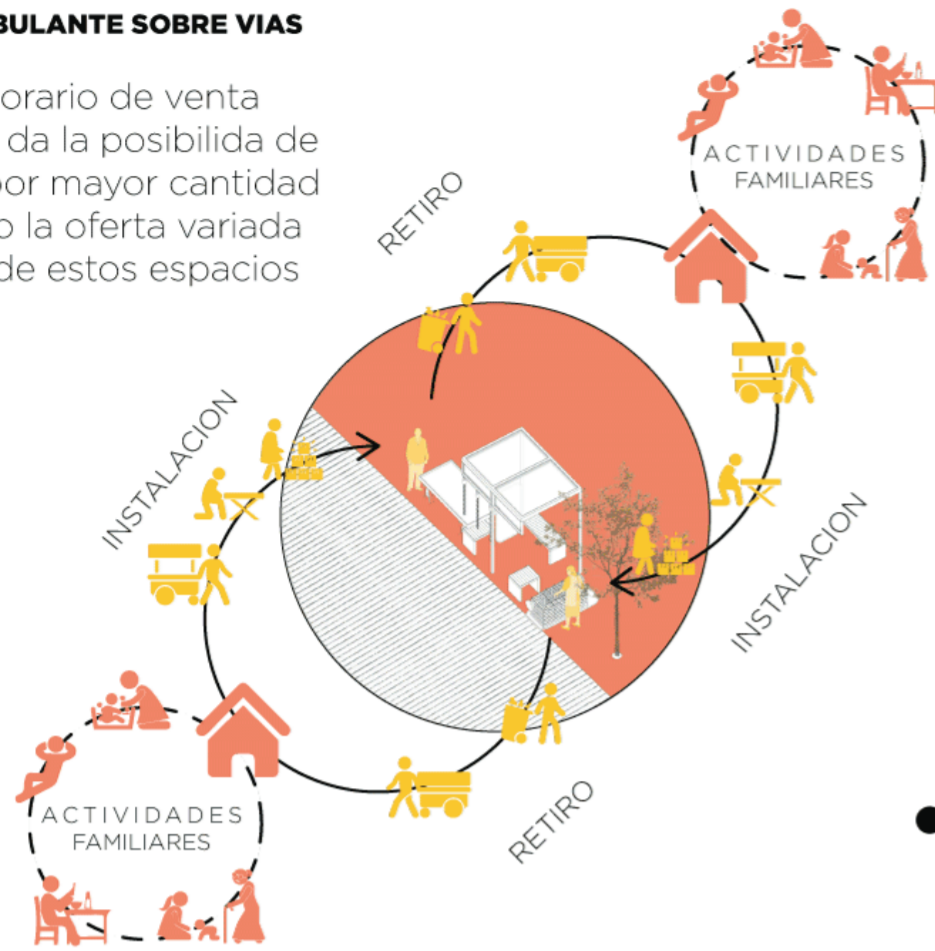 BULANTE SOBRE VIAS
orario de venta
da la posibilida de
por mayor cantidad
o la oferta variada
de estos espacios
RETIRO
ACTIVIDADES
FAMILIARES
INSTALACION
INSTALACION
RETIRO
ACTIVIDADES
FAMILIARES